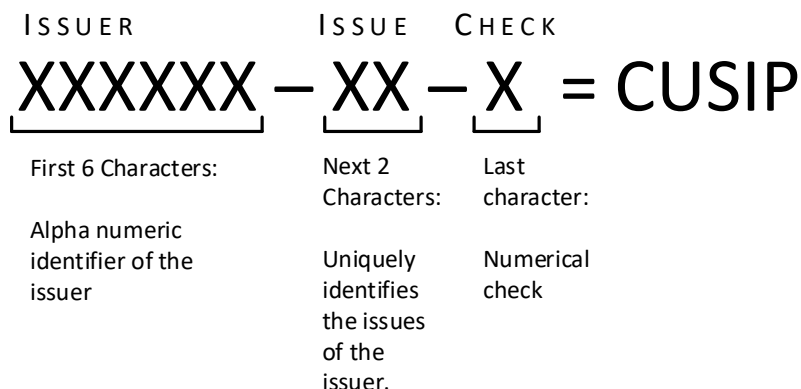 ISSUER ISSUE CHECK
XXXXXX – XX – X = CUSIP
First 6 Characters:
Alpha numeric
identifier of the
issuer
Next 2
Characters:
Uniquely
identifies
the issues
of the
issuer.
Last
character:
Numerical
check